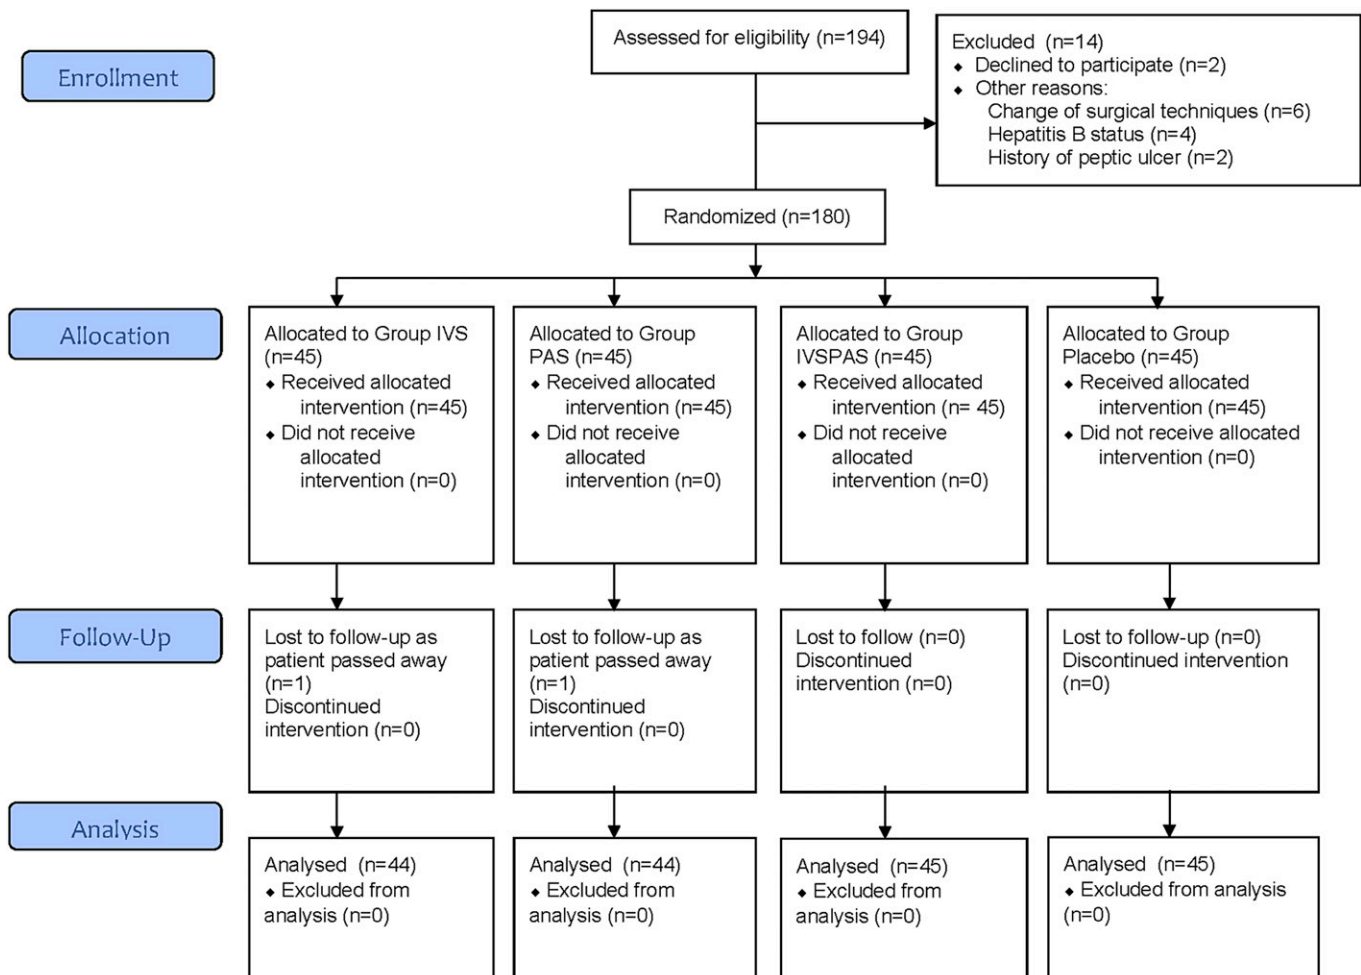 Enrollment
Assessed for eligibility (n=194)
Excluded (n=14)
◆ Declined to participate (n=2)
◆ Other reasons:
Change of surgical techniques (n=6)
Hepatitis B status (n=4)
History of peptic ulcer (n=2)
Randomized (n=180)
Allocation
Allocated to Group IVS
(n=45)
◆ Received allocated
intervention (n=45)
◆ Did not receive
allocated
intervention (n=0)
Allocated to Group
PAS (n=45)
◆ Received allocated
intervention (n=45)
◆ Did not receive
allocated
intervention (n=0)
Allocated to Group
IVSPAS (n=45)
◆ Received allocated
intervention (n= 45)
◆ Did not receive
allocated
intervention (n=0)
Allocated to Group
Placebo (n=45)
◆ Received allocated
intervention (n=45)
◆ Did not receive allocated
intervention (n=0)
Follow-Up
Lost to follow-up as
patient passed away
(n=1)
Discontinued
intervention (n=0)
Lost to follow-up as
patient passed away
(n=1)
Discontinued
intervention (n=0)
Lost to follow (n=0)
Discontinued
intervention (n=0)
Lost to follow-up (n=0)
Discontinued intervention
(n=0)
Analysis
Analysed (n=44)
◆ Excluded from
analysis (n=0)
Analysed (n=44)
◆ Excluded from
analysis (n=0)
Analysed (n=45)
◆ Excluded from
analysis (n=0)
Analysed (n=45)
◆ Excluded from analysis
(n=0)